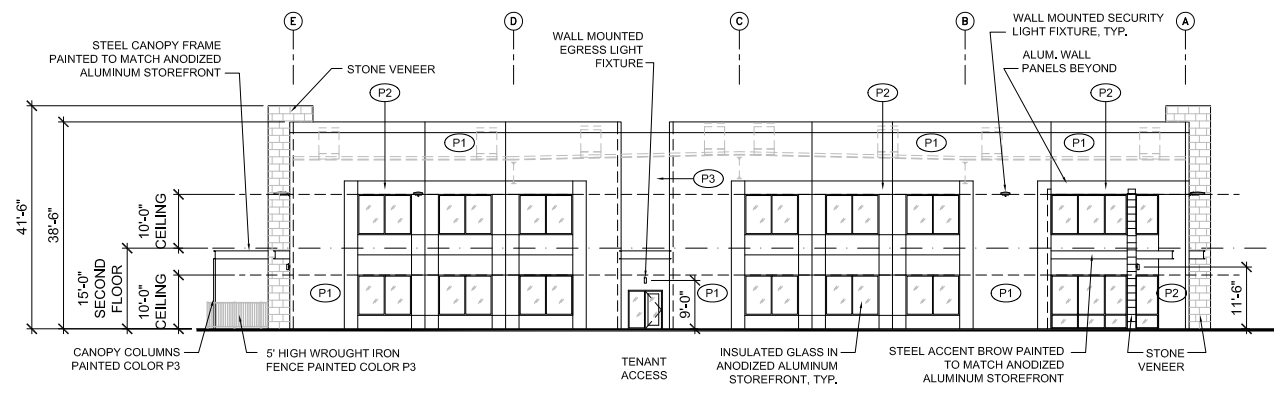 E
D
C
B
A
STEEL CANOPY FRAME
PAINTED TO MATCH ANODIZED
ALUMINUM STOREFRONT
STONE VENEER
WALL MOUNTED
EGRESS LIGHT
FIXTURE
WALL MOUNTED SECURITY
LIGHT FIXTURE, TYP.
ALUM. WALL
PANELS BEYOND
P2
P2
P2
P1
P1
P1
P3
41'-6"
38'-6"
10'-0"
CEILING
15'-0"
SECOND
FLOOR
10'-0"
CEILING
P1
9'-0"
P1
P1
P2
11'-6"
CANOPY COLUMNS
PAINTED COLOR P3
5' HIGH WROUGHT IRON
FENCE PAINTED COLOR P3
TENANT
ACCESS
INSULATED GLASS IN
ANODIZED ALUMINUM
STOREFRONT, TYP.
STEEL ACCENT BROW PAINTED
TO MATCH ANODIZED
ALUMINUM STOREFRONT
STONE
VENEER